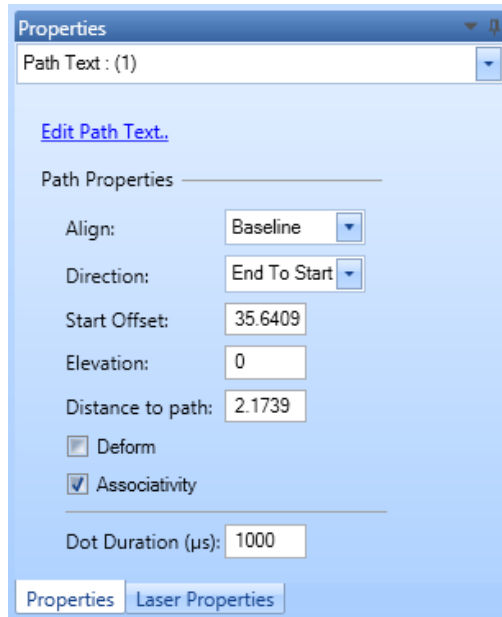 Properties
Path Text : (1)
Edit Path Text..
Path Properties
Align: Baseline
Direction: End To Start
Start Offset: 35.6409
Elevation: 0
Distance to path: 2.1739
Deform
Associativity
Dot Duration (µs): 1000
Properties Laser Properties